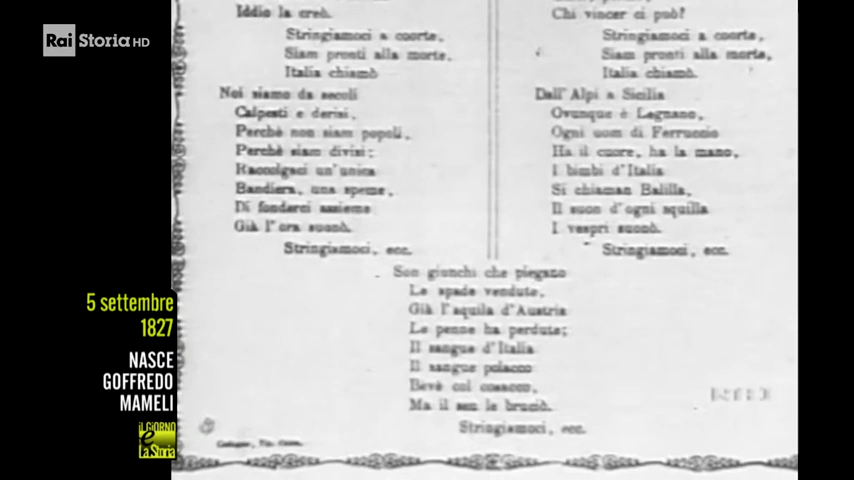 Rai Storia HD
Iddio la creò.
Stringiamoci a coorte,
Siam pronti alla morte,
Italia chiamò
Noi siamo da secoli
Calpesti e derisi,
Perchè non siam popoli,
Perchè siam divisi;
Raccolgaci un'unica
Bandiera, una speme,
Di fonderci assieme
Già l'ora suonò.
Stringiamoci, ecc.
Chi vincer ci può?
Stringiamoci a coorte,
Siam pronti alla morte,
Italia chiamò.
Dall'Alpi a Sicilia
Ovunque è Legnano,
Ogni uom di Ferruccio
Ha il cuore, ha la mano,
I bimbi d'Italia
Si chiaman Balilla,
Il suon d'ogni squilla
I vespri suonò.
Stringiamoci, ecc.
Son giunchi che piegano
Le spade vendute,
Già l'aquila d'Austria
Le penne ha perdute;
Il sangue d'Italia
Il sangue polacco
Bevè col cosacco,
Ma il sen le bruciò.
Stringiamoci, ecc.
5 settembre
1827
NASCE
GOFFREDO
MAMELI
il GiORNO
e
La Storia